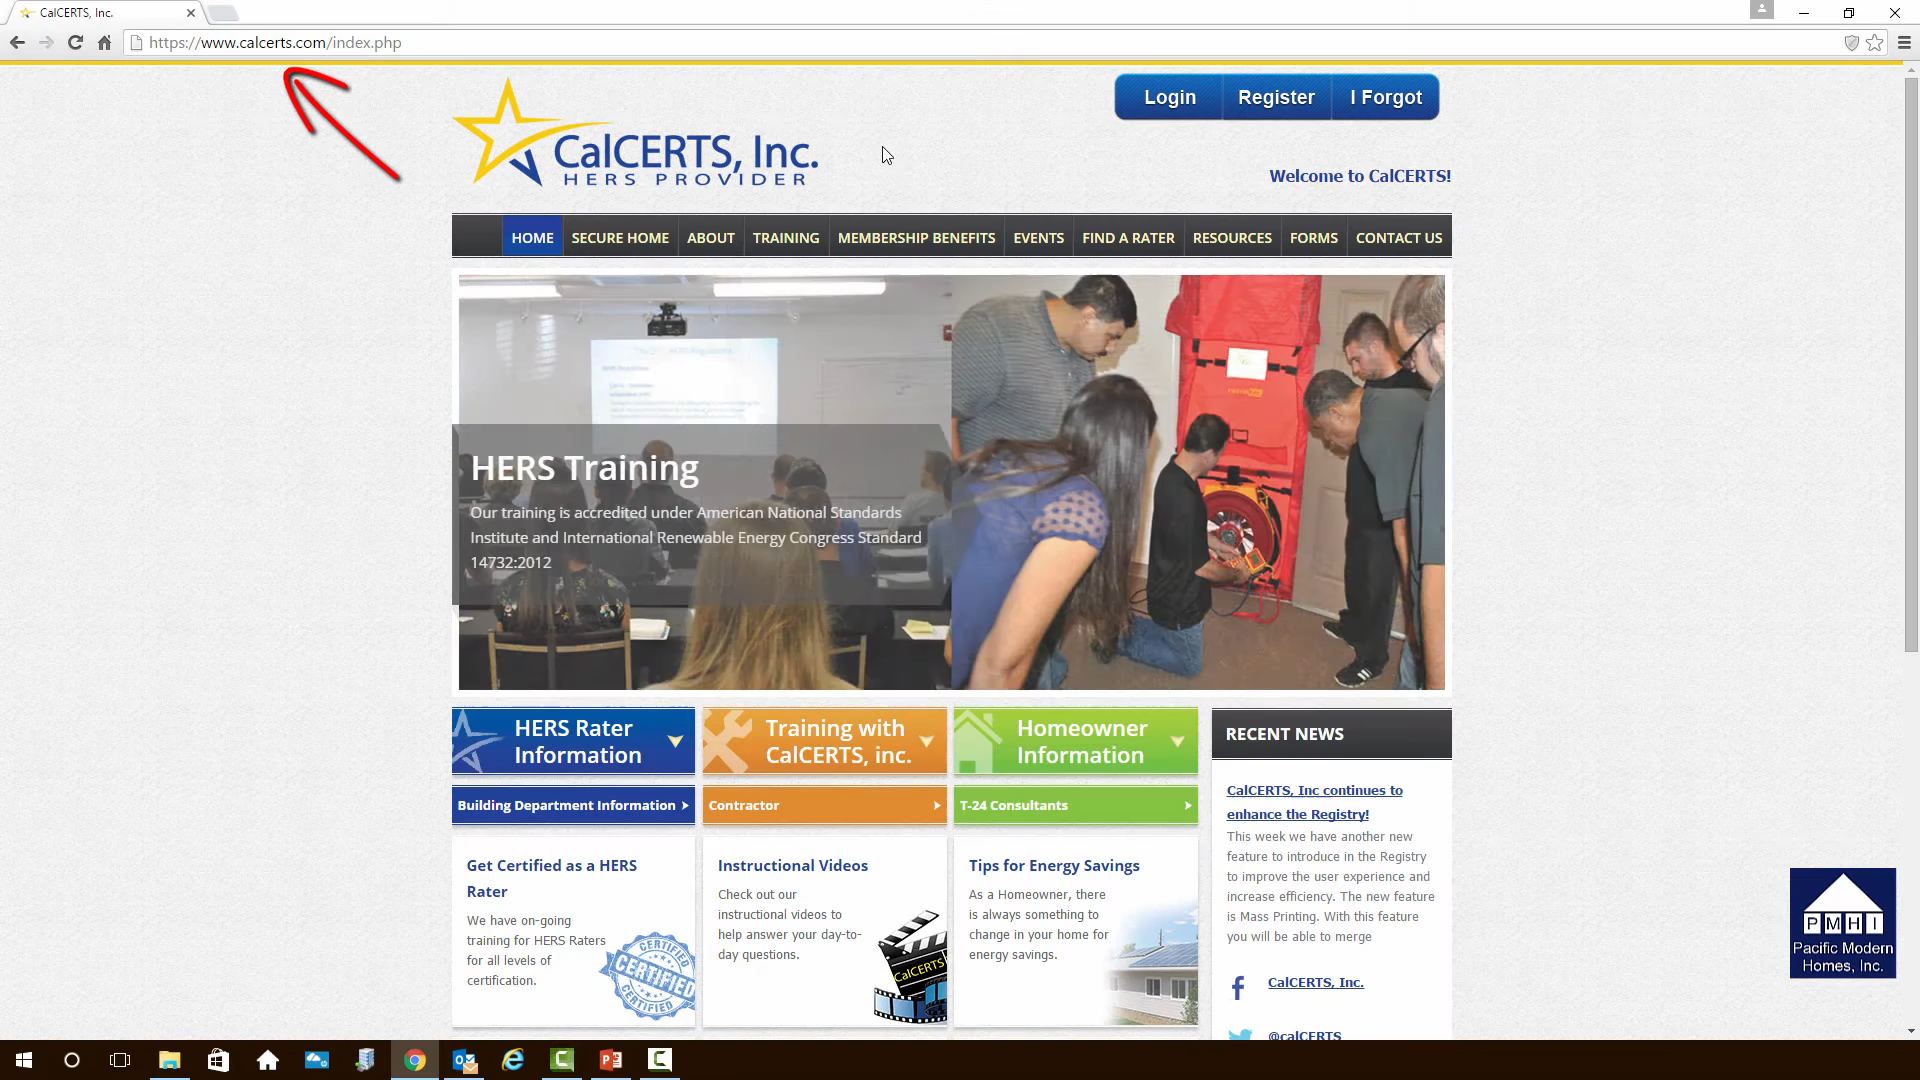 CalCERTS, Inc.
https://www.calcerts.com/index.php
CalCERTS, Inc.
HERS PROVIDER
Login Register I Forgot
Welcome to CalCERTS!
HOME SECURE HOME ABOUT TRAINING MEMBERSHIP BENEFITS EVENTS FIND A RATER RESOURCES FORMS CONTACT US
HERS Training
Our training is accredited under American National Standards
Institute and International Renewable Energy Congress Standard
14732:2012
HERS Rater
Information
Training with
CalCERTS, inc.
Homeowner
Information
Building Department Information
Contractor
T-24 Consultants
Get Certified as a HERS
Rater
We have on-going
training for HERS Raters
for all levels of
certification.
CERTIFIED
CERTIFIED
CERTIFIED
Instructional Videos
Check out our
instructional videos to
help answer your day-to-
day questions.
CalCERTS
Tips for Energy Savings
As a Homeowner, there
is always something to
change in your home for
energy savings.
RECENT NEWS
CalCERTS, Inc continues to
enhance the Registry!
This week we have another new
feature to introduce in the Registry
to improve the user experience and
increase efficiency. The new feature
is Mass Printing. With this feature
you will be able to merge
CalCERTS, Inc.
@calCERTS
PMHI
Pacific Modern
Homes, Inc.